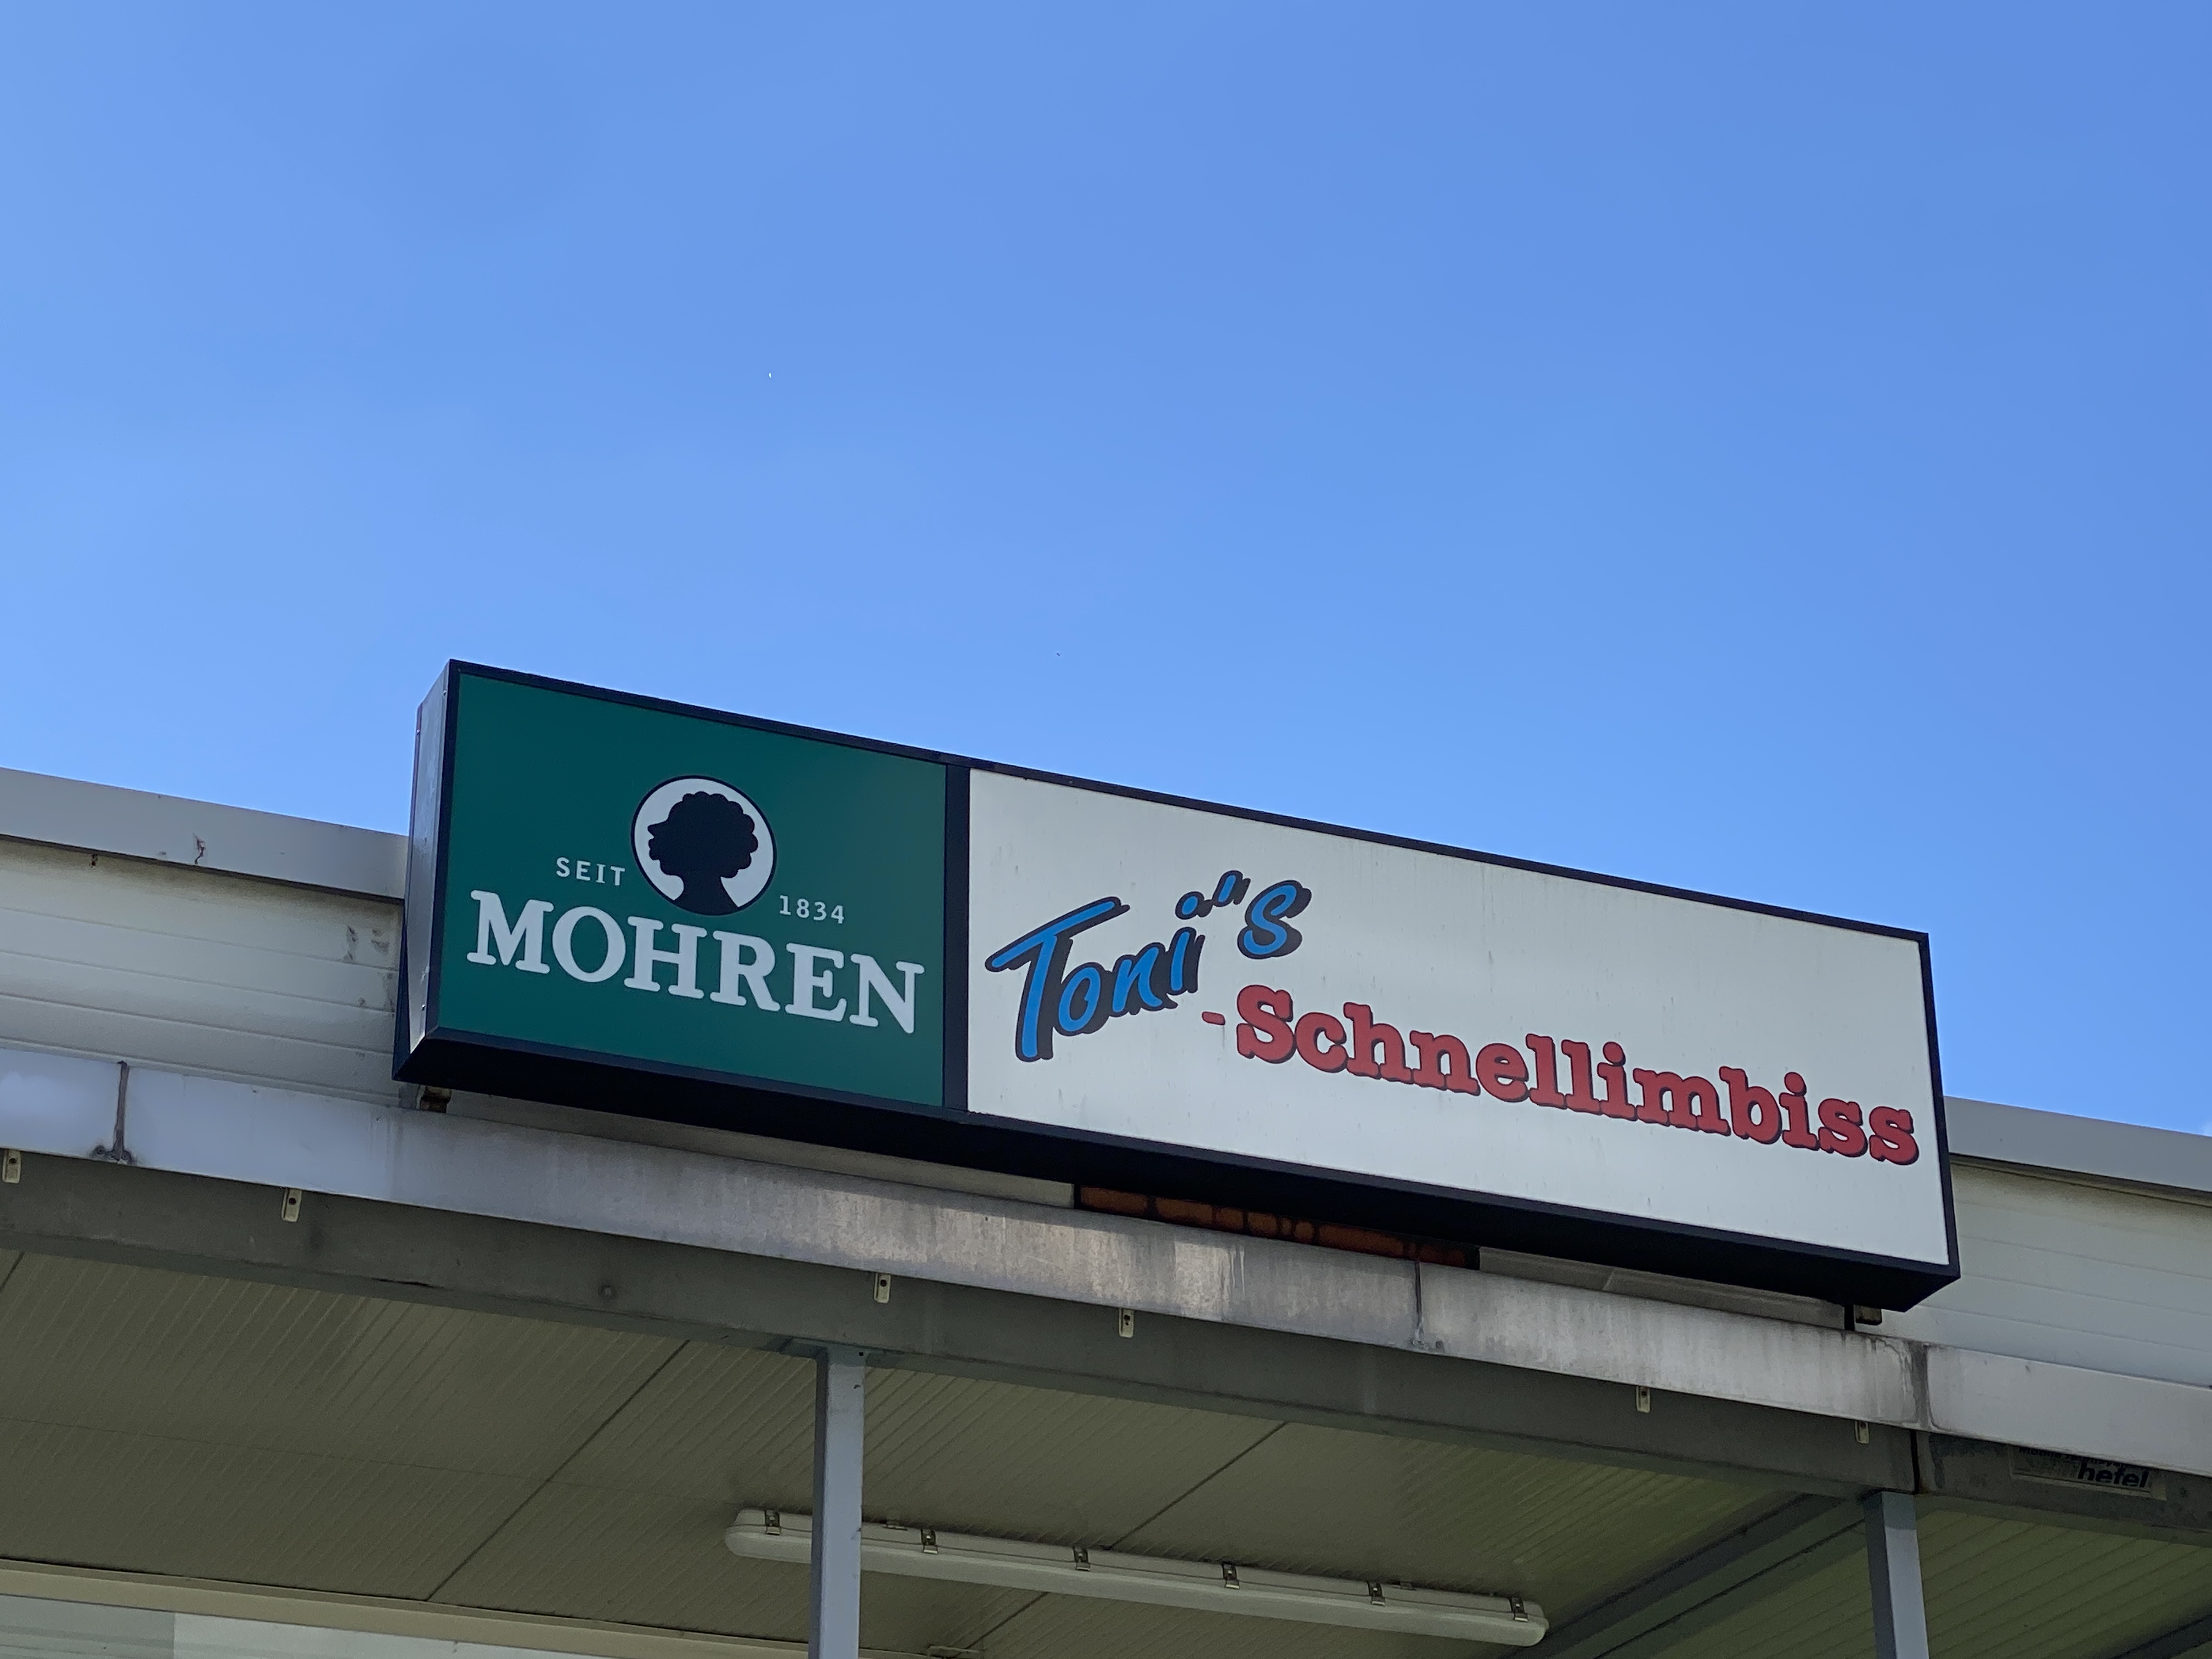 SEIT 1834
MOHREN
Toni"s
-Schnellimbiss
hefel